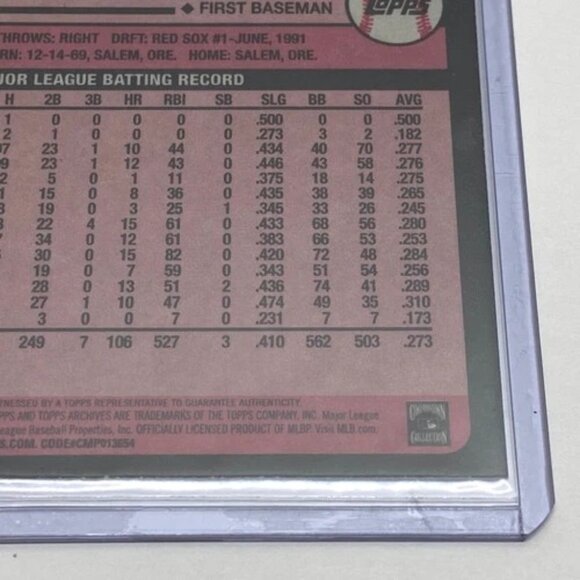 ◆ FIRST BASEMAN
TOPPS
THROWS: RIGHT DRFT: RED SOX #1-JUNE, 1991
RN: 12-14-69, SALEM, ORE. HOME: SALEM, ORE.
JOR LEAGUE BATTING RECORD
H 2B 3B HR RBI SB SLG BB SO AVG
1 0 0 0 0 0 .500 0 0 .500
2 1 0 0 0 0 .273 3 2 .182
97 23 1 10 44 0 .434 40 70 .277
09 23 1 12 43 0 .446 43 58 .276
2 5 0 1 11 0 .375 18 14 .275
1 15 0 8 36 0 .435 38 39 .265
8 19 0 3 25 1 .345 33 26 .245
3 22 4 15 61 0 .433 68 56 .280
7 34 0 12 61 0 .383 66 53 .253
6 30 0 15 82 0 .420 72 48 .284
19 0 7 59 0 .343 51 54 .256
28 0 13 51 2 .436 74 41 .289
27 1 10 47 0 .474 49 35 .310
3 0 0 7 0 .231 7 7 .173
249 7 106 527 3 .410 562 503 .273
ITNESSED BY A TOPPS REPRESENTATIVE TO GUARANTEE AUTHENTICITY.
PPS AND TOPPS ARCHIVES ARE TRADEMARKS OF THE TOPPS COMPANY, INC. Major League
League Baseball Properties, Inc. OFFICIALLY LICENSED PRODUCT OF MLBP. Visit MLB.com.
S.COM. CODE#CMP013654
COOPERSTOWN
COLLECTION